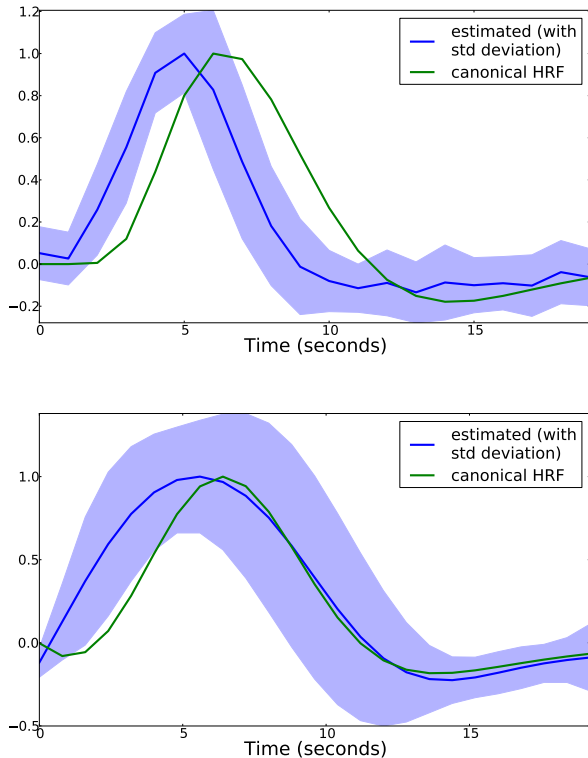 1.2
estimated (with
std deviation)
canonical HRF
1.0
0.8
0.6
0.4
0.2
0.0
−0.2
0 5 10 15
Time (seconds)
estimated (with
std deviation)
canonical HRF
1.0
0.5
0.0
−0.5
0 5 10 15
Time (seconds)